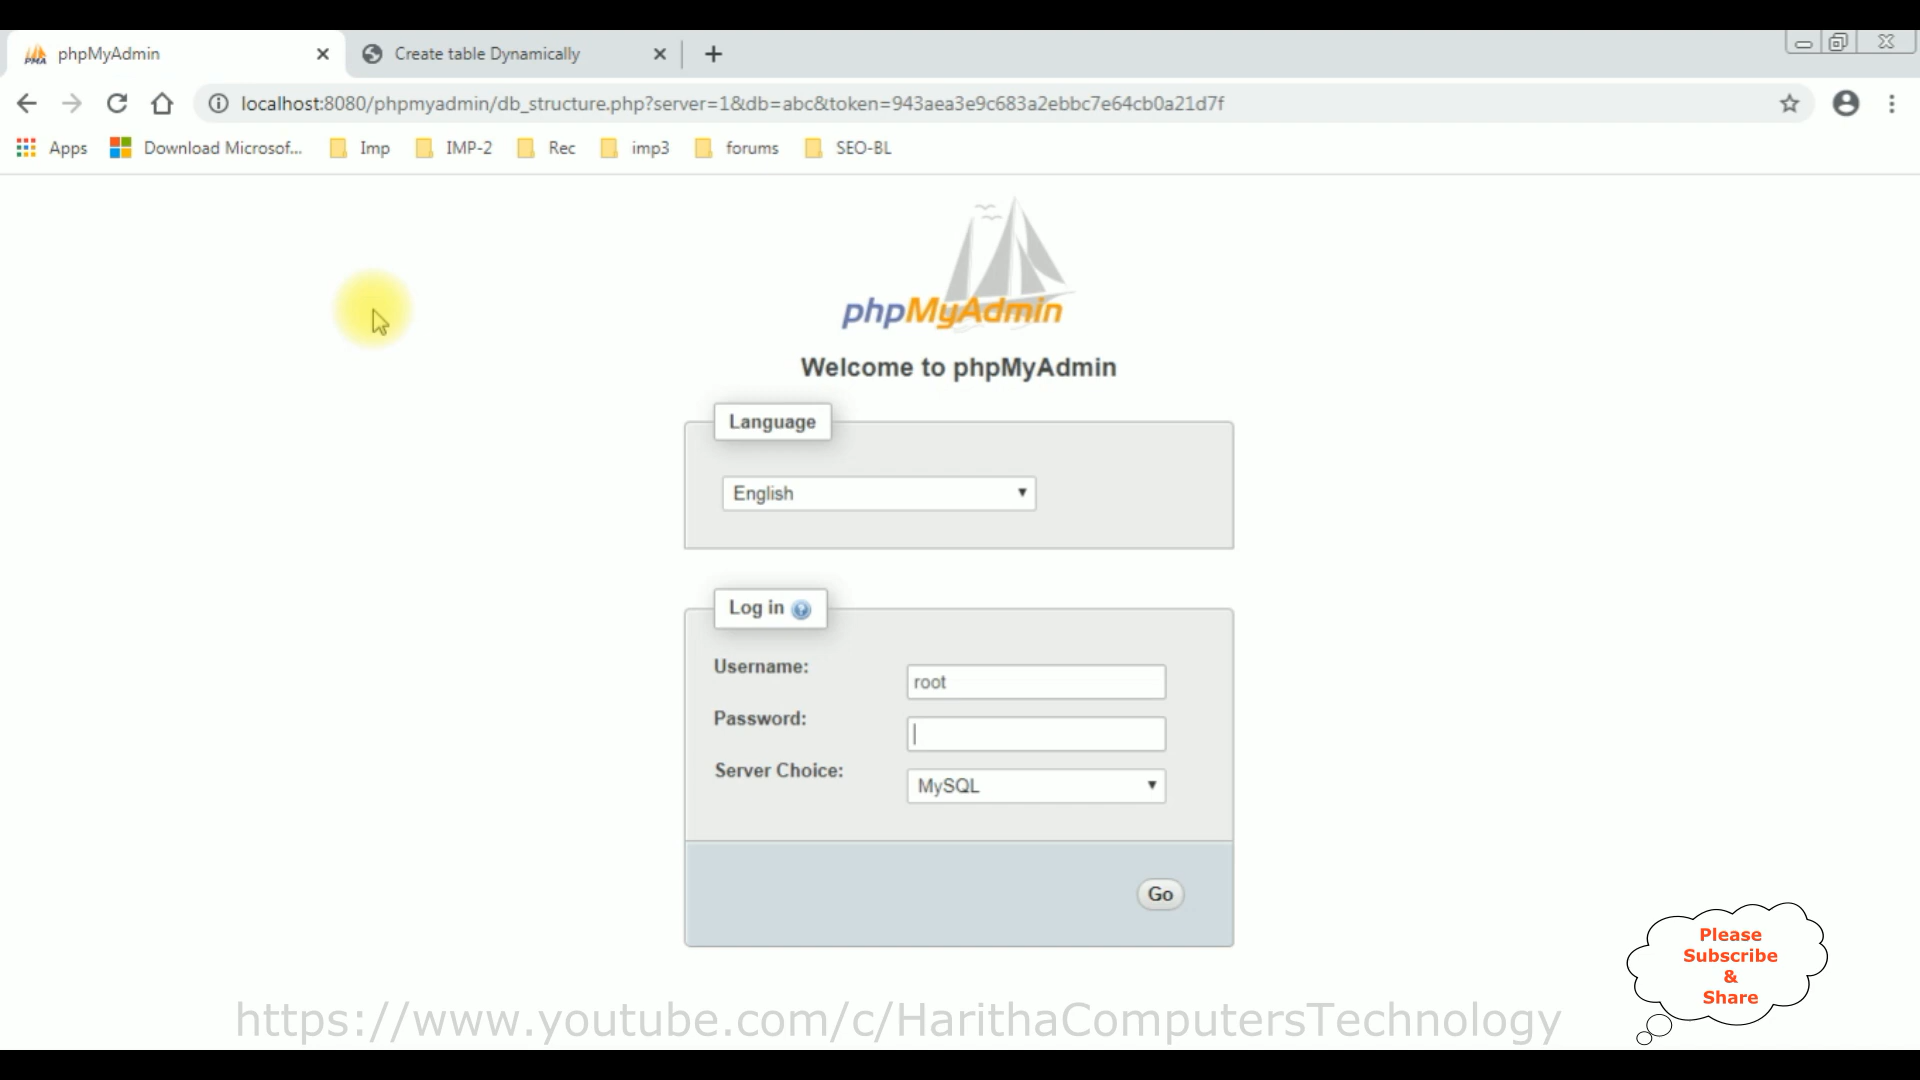 phpMyAdmin
Create table Dynamically
localhost:8080/phpmyadmin/db_structure.php?server=1&db=abc&token=943aea3e9c683a2ebbc7e64cb0a21d7f
Apps
Download Microsof...
Imp
IMP-2
Rec
imp3
forums
SEO-BL
phpMyAdmin
Welcome to phpMyAdmin
Language
English
Log in
Username:
root
Password:
Server Choice:
MySQL
Go
Please
Subscribe
&
Share
https://www.youtube.com/c/HarithaComputersTechnology